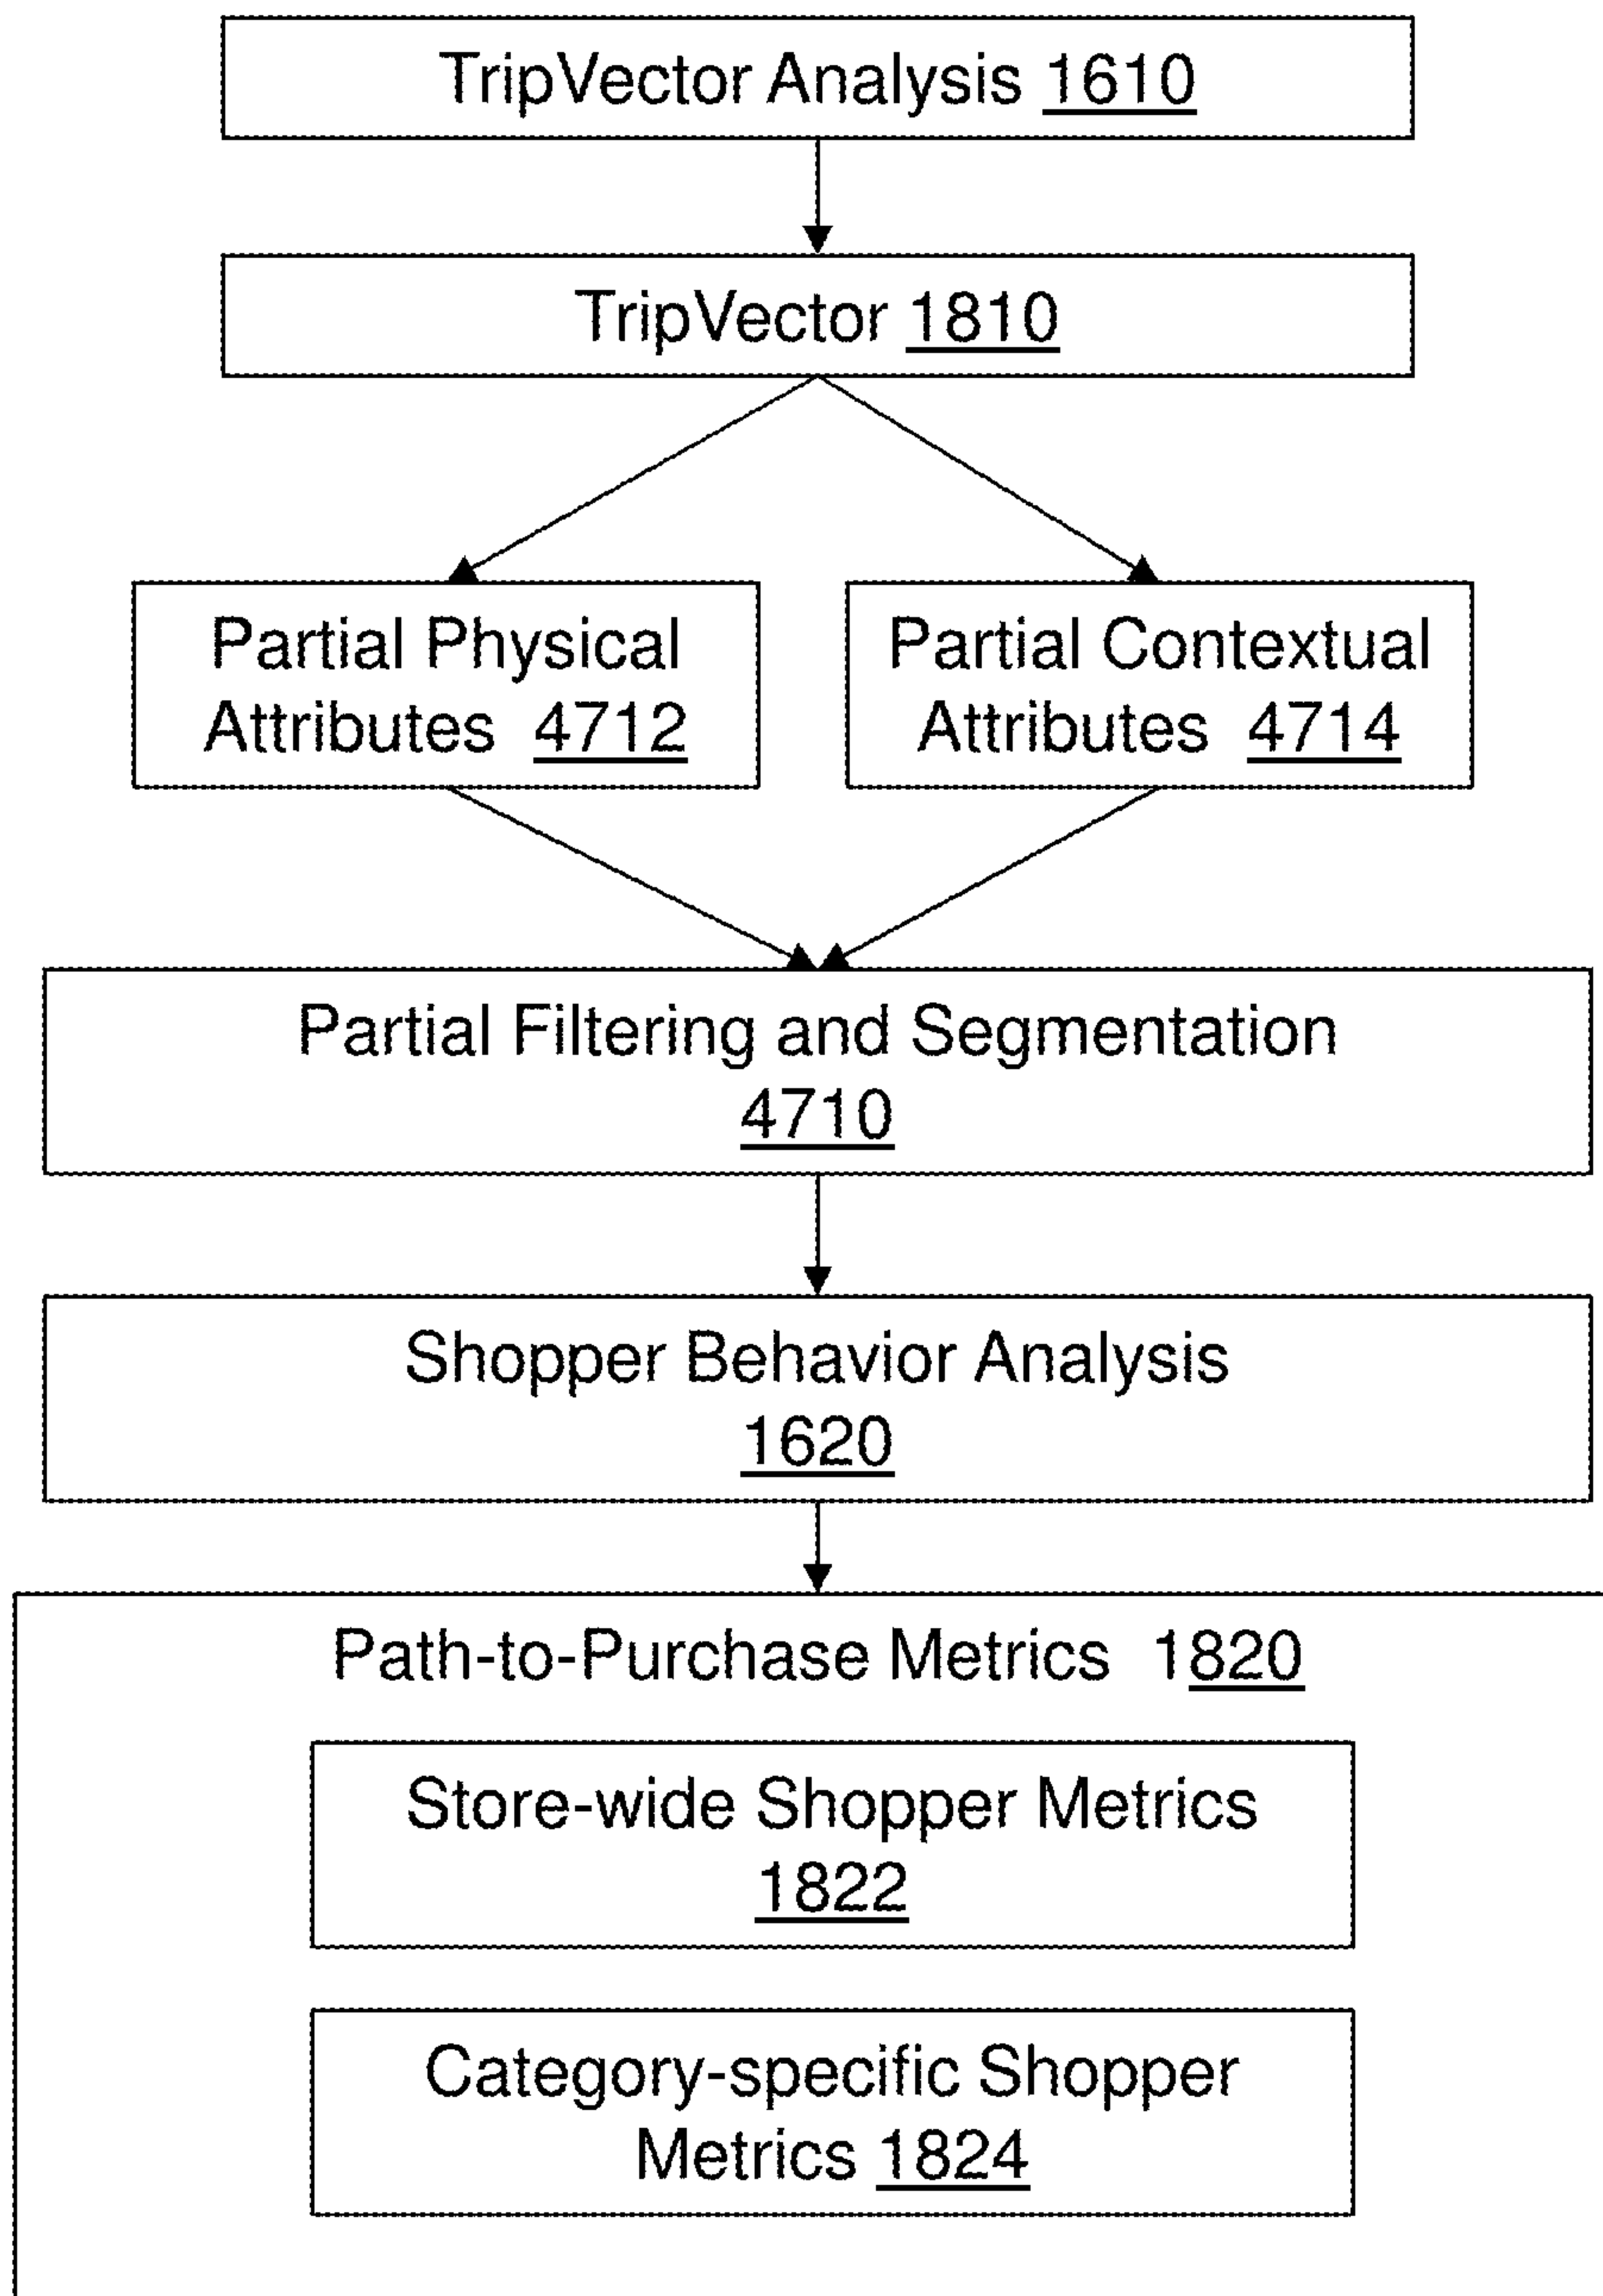 TripVector Analysis 1610
TripVector 1810
Partial Physical
Attributes 4712
Partial Contextual
Attributes 4714
Partial Filtering and Segmentation
4710
Shopper Behavior Analysis
1620
Path-to-Purchase Metrics 1820
Store-wide Shopper Metrics
1822
Category-specific Shopper
Metrics 1824